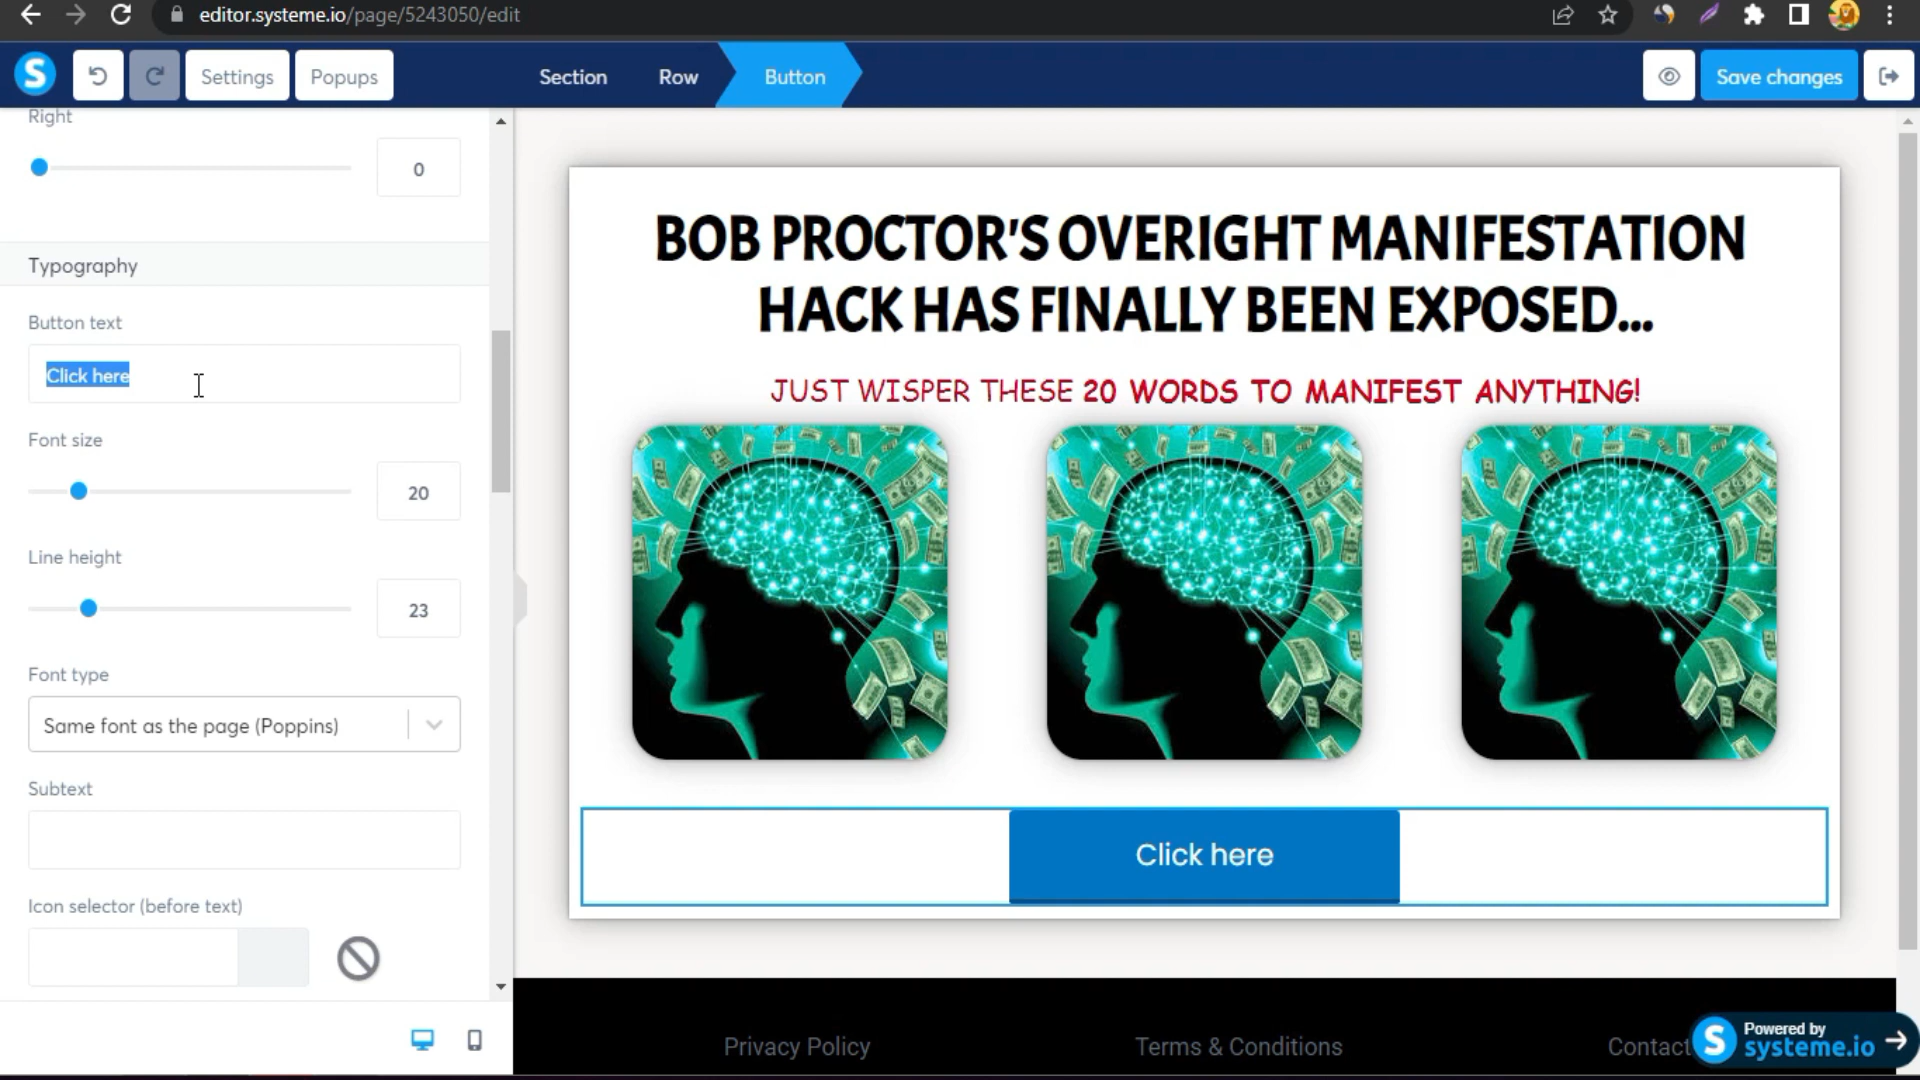 editor.systeme.io/page/5243050/edit
S
Settings
Popups
Section
Row
Button
Save changes
Right
0
Typography
Button text
Click here
Font size
20
Line height
23
Font type
Same font as the page (Poppins)
Subtext
Icon selector (before text)
BOB PROCTOR'S OVERIGHT MANIFESTATION
HACK HAS FINALLY BEEN EXPOSED...
JUST WISPER THESE 20 WORDS TO MANIFEST ANYTHING!
Click here
Privacy Policy
Terms & Conditions
Contact
S
Powered by
systeme.io